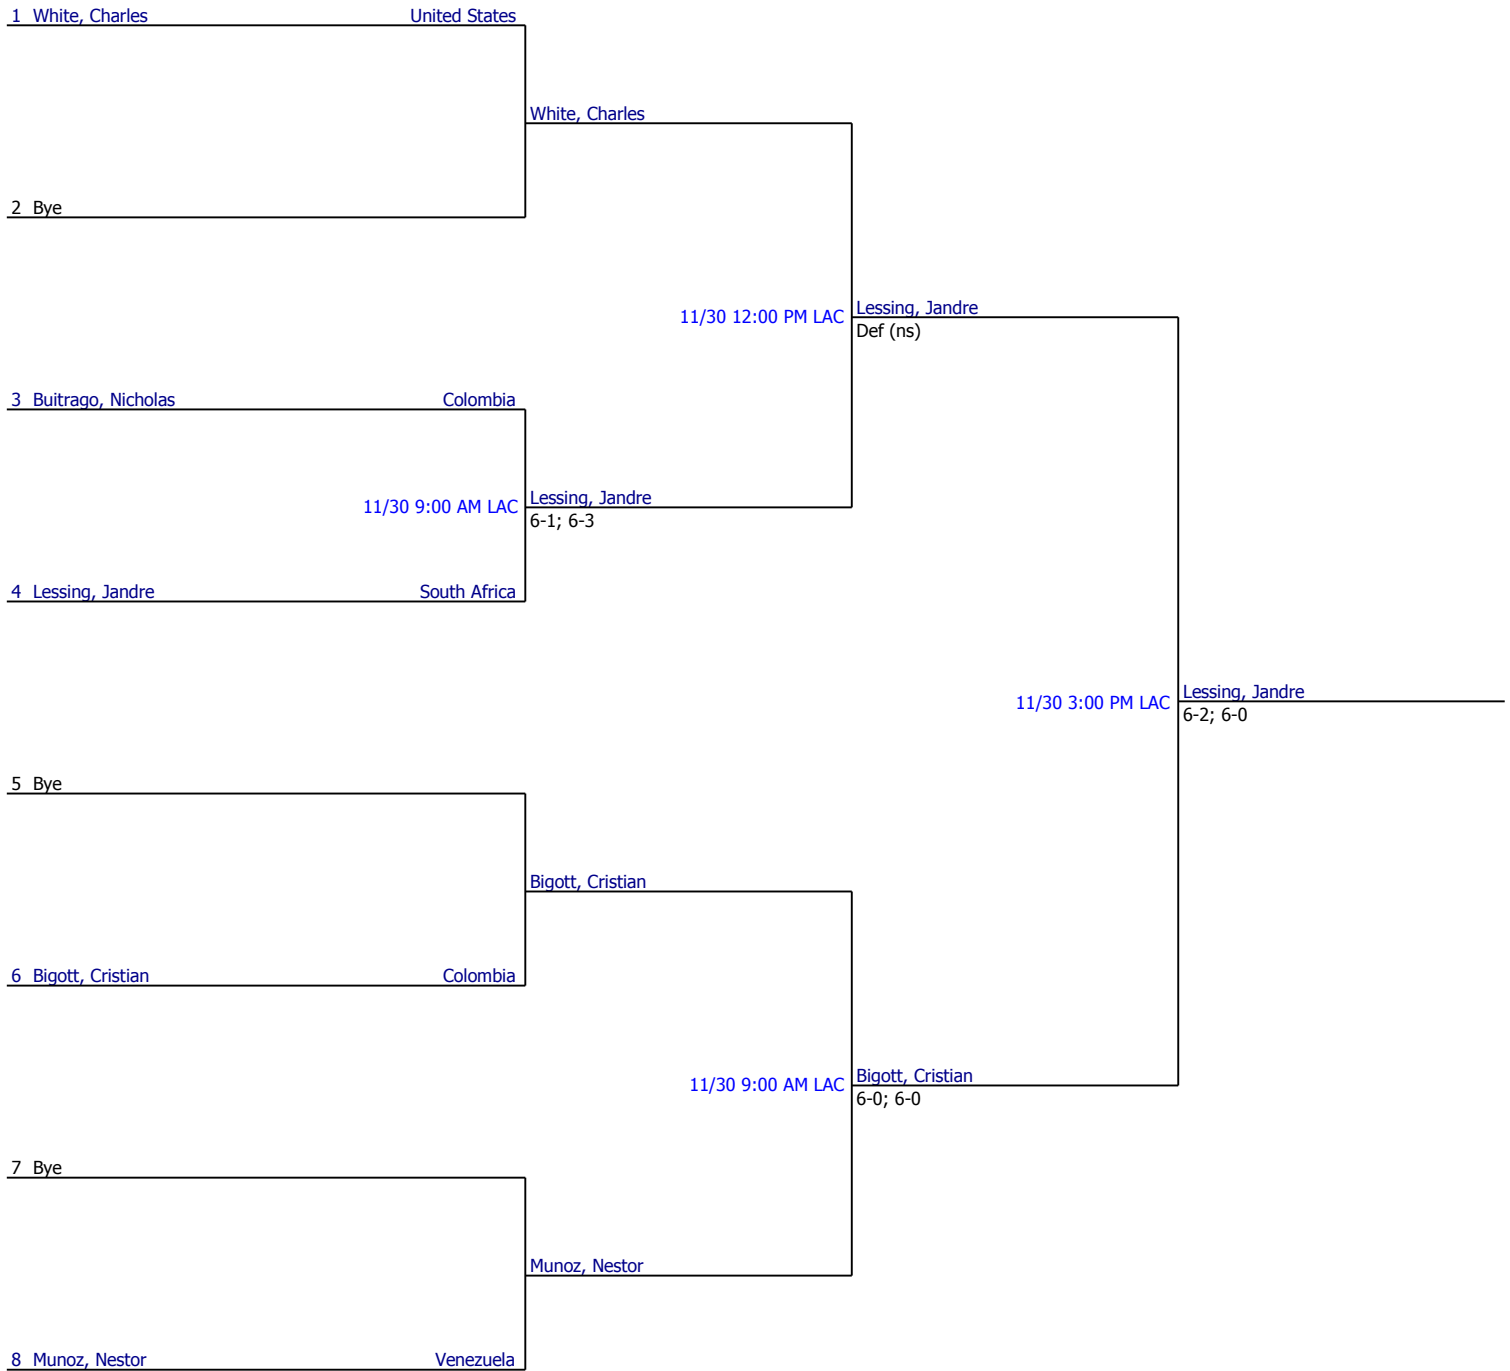 1 White, Charles United States
White, Charles
2 Bye
11/30 12:00 PM LAC
Lessing, Jandre
Def (ns)
3 Buitrago, Nicholas Colombia
11/30 9:00 AM LAC
Lessing, Jandre
6-1; 6-3
4 Lessing, Jandre South Africa
11/30 3:00 PM LAC
Lessing, Jandre
6-2; 6-0
5 Bye
Bigott, Cristian
6 Bigott, Cristian Colombia
11/30 9:00 AM LAC
Bigott, Cristian
6-0; 6-0
7 Bye
Munoz, Nestor
8 Munoz, Nestor Venezuela